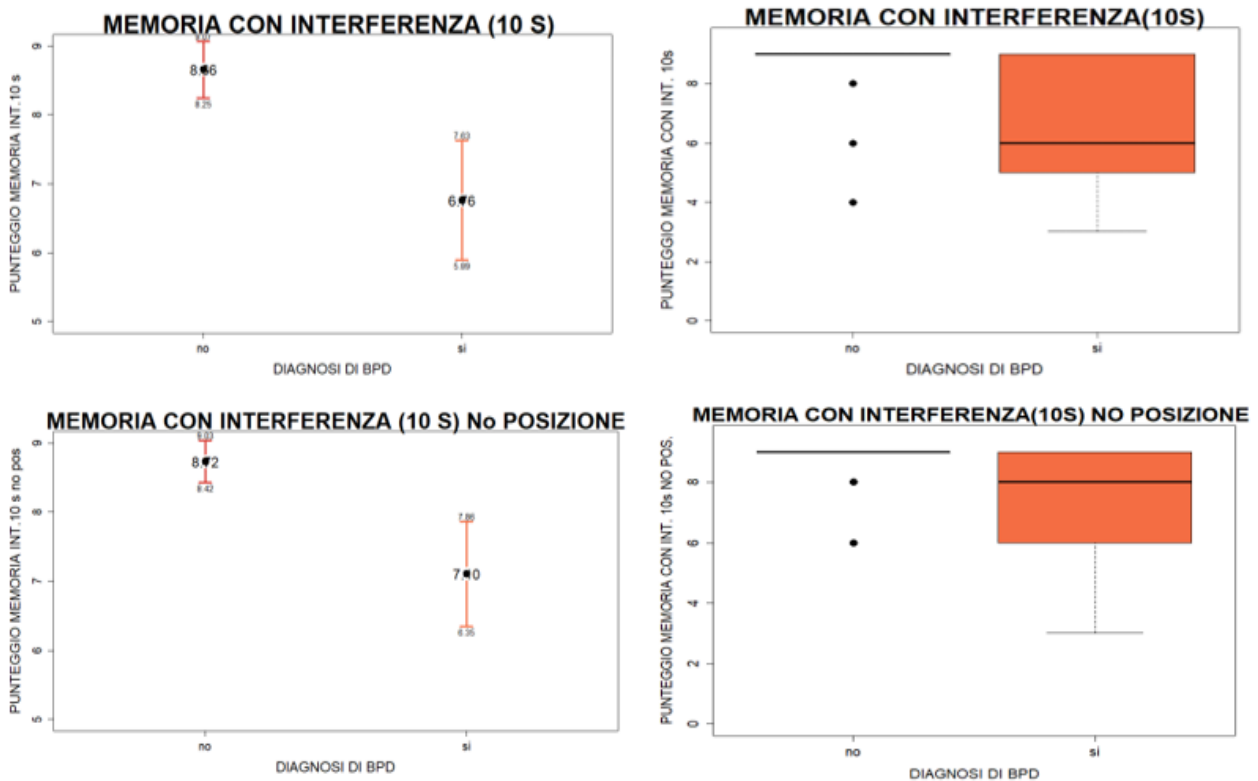 MEMORIA CON INTERFERENZA (10 S)
PUNTEGGIO MEMORIA INT.10 s
9
8
7
6
5
9.07
8.66
8.25
7.63
6.76
5.89
no
si
DIAGNOSI DI BPD
MEMORIA CON INTERFERENZA(10S)
PUNTEGGIO MEMORIA CON INT. 10s
8
6
4
2
0
no
si
DIAGNOSI DI BPD
MEMORIA CON INTERFERENZA (10 S) No POSIZIONE
PUNTEGGIO MEMORIA INT.10 s no pos
9
8
7
6
5
9.03
8.72
8.42
7.86
7.10
6.35
no
si
DIAGNOSI DI BPD
MEMORIA CON INTERFERENZA(10S) NO POSIZIONE
PUNTEGGIO MEMORIA CON INT. 10s NO POS.
8
6
4
2
0
no
si
DIAGNOSI DI BPD